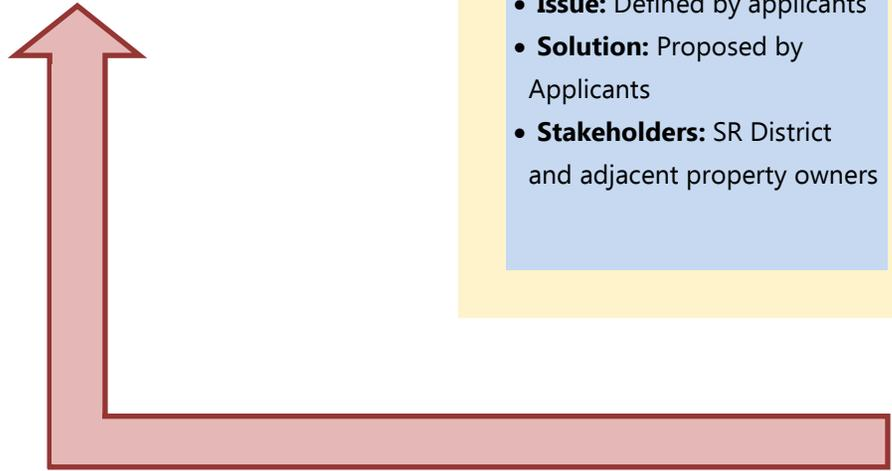 • Issue: Defined by applicants
• Solution: Proposed by
Applicants
• Stakeholders: SR District
and adjacent property owners